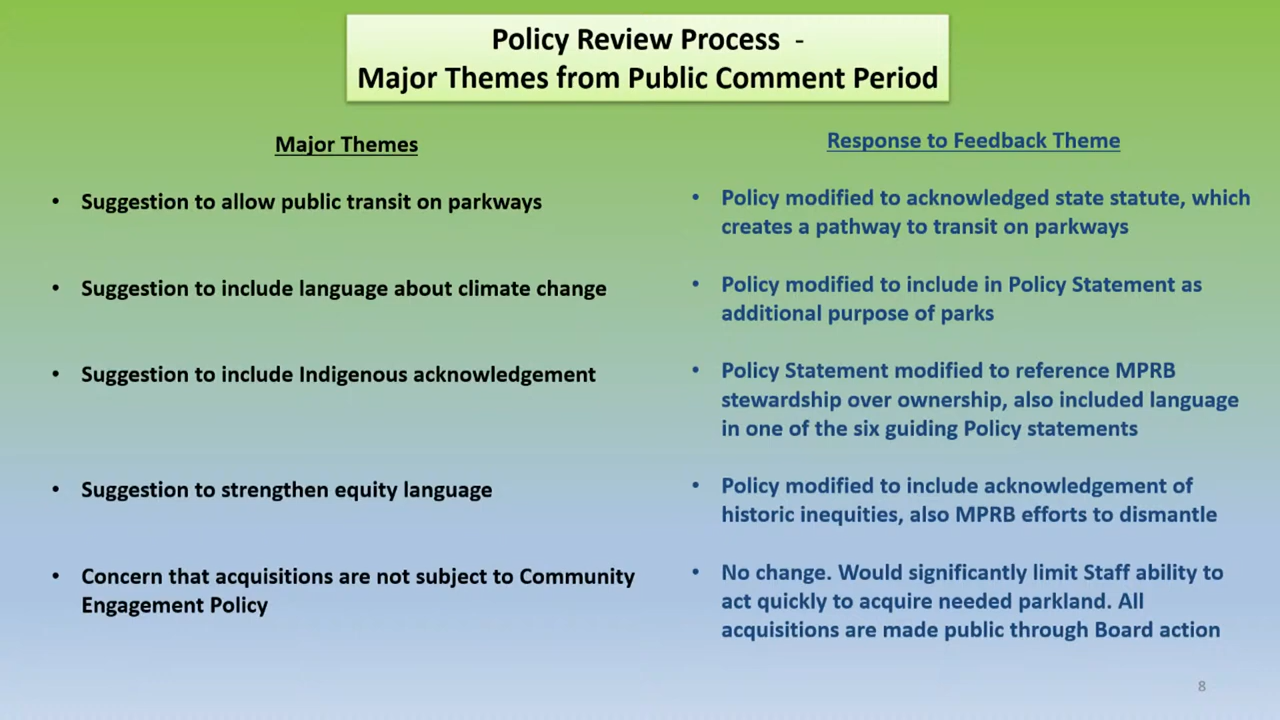 Policy Review Process -
Major Themes from Public Comment Period
Major Themes
• Suggestion to allow public transit on parkways
• Suggestion to include language about climate change
• Suggestion to include Indigenous acknowledgement
• Suggestion to strengthen equity language
• Concern that acquisitions are not subject to Community
Engagement Policy
Response to Feedback Theme
• Policy modified to acknowledged state statute, which
creates a pathway to transit on parkways
• Policy modified to include in Policy Statement as
additional purpose of parks
• Policy Statement modified to reference MPRB
stewardship over ownership, also included language
in one of the six guiding Policy statements
• Policy modified to include acknowledgement of
historic inequities, also MPRB efforts to dismantle
• No change. Would significantly limit Staff ability to
act quickly to acquire needed parkland. All
acquisitions are made public through Board action
8